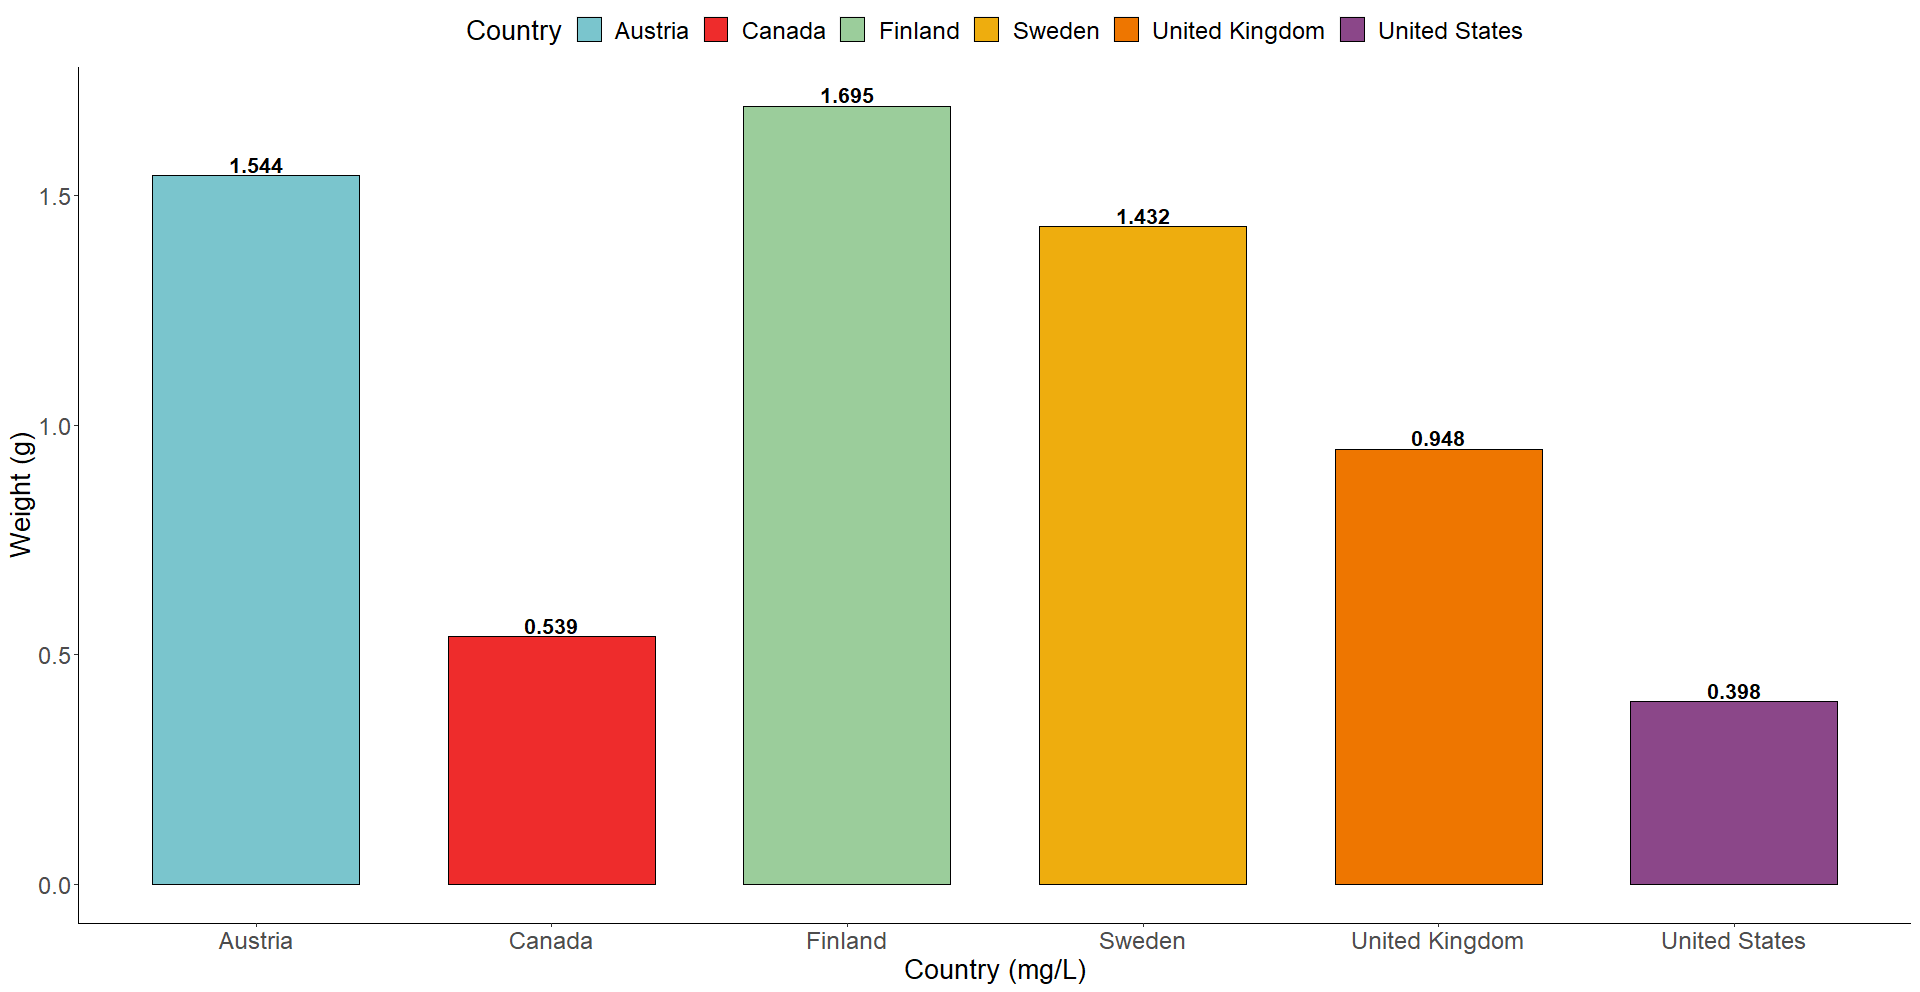 Country Austria Canada Finland Sweden United Kingdom United States
1.695
1.544
1.432
0.948
0.539
0.398
1.5
1.0
0.5
0.0
Weight (g)
Austria Canada Finland Sweden United Kingdom United States
Country (mg/L)